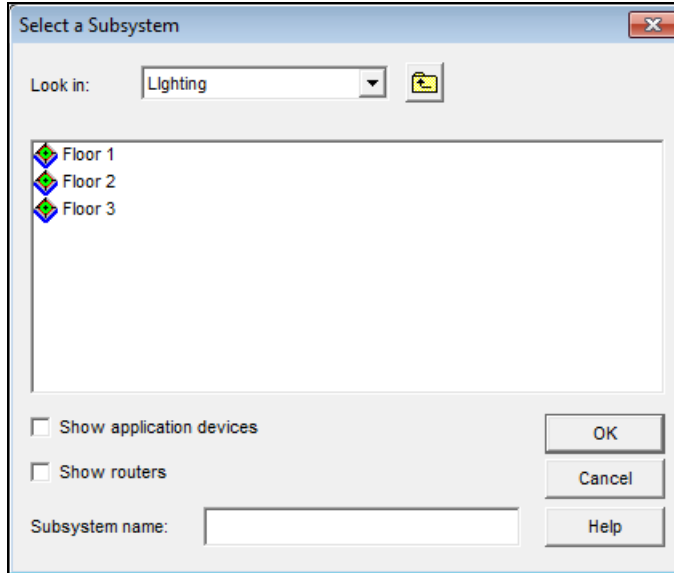 Select a Subsystem
Look in: LIghting
Floor 1
Floor 2
Floor 3
Show application devices
OK
Show routers
Cancel
Subsystem name:
Help